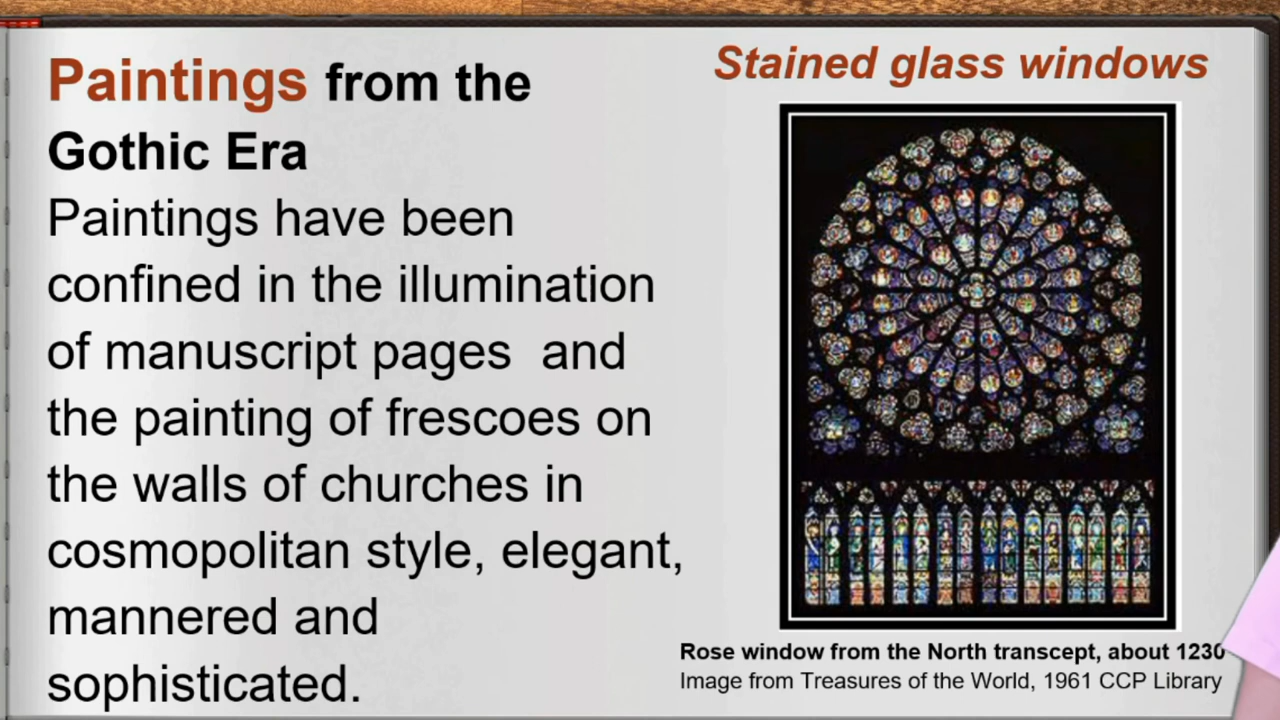 Paintings from the
Gothic Era
Paintings have been
confined in the illumination
of manuscript pages  and
the painting of frescoes on
the walls of churches in
cosmopolitan style, elegant,
mannered and
sophisticated.
Stained glass windows
Rose window from the North transcept, about 1230
Image from Treasures of the World, 1961 CCP Library